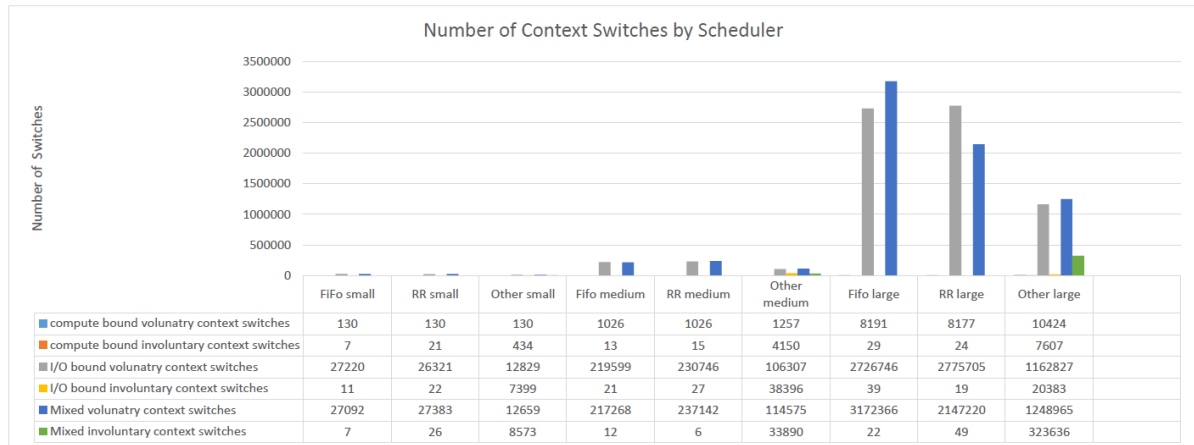 Number of Context Switches by Scheduler
Number of Switches
3500000
3000000
2500000
2000000
1500000
1000000
500000
0
FiFo small RR small Other small Fifo medium RR medium Other medium Fifo large RR large Other large
compute bound volunatry context switches 130 130 130 1026 1026 1257 8191 8177 10424
compute bound involuntary context switches 7 21 434 13 15 4150 29 24 7607
I/O bound volunatry context switches 27220 26321 12829 219599 230746 106307 2726746 2775705 1162827
I/O bound involuntary context switches 11 22 7399 21 27 38396 39 19 20383
Mixed volunatry context switches 27092 27383 12659 217268 237142 114575 3172366 2147220 1248965
Mixed involuntary context switches 7 26 8573 12 6 33890 22 49 323636